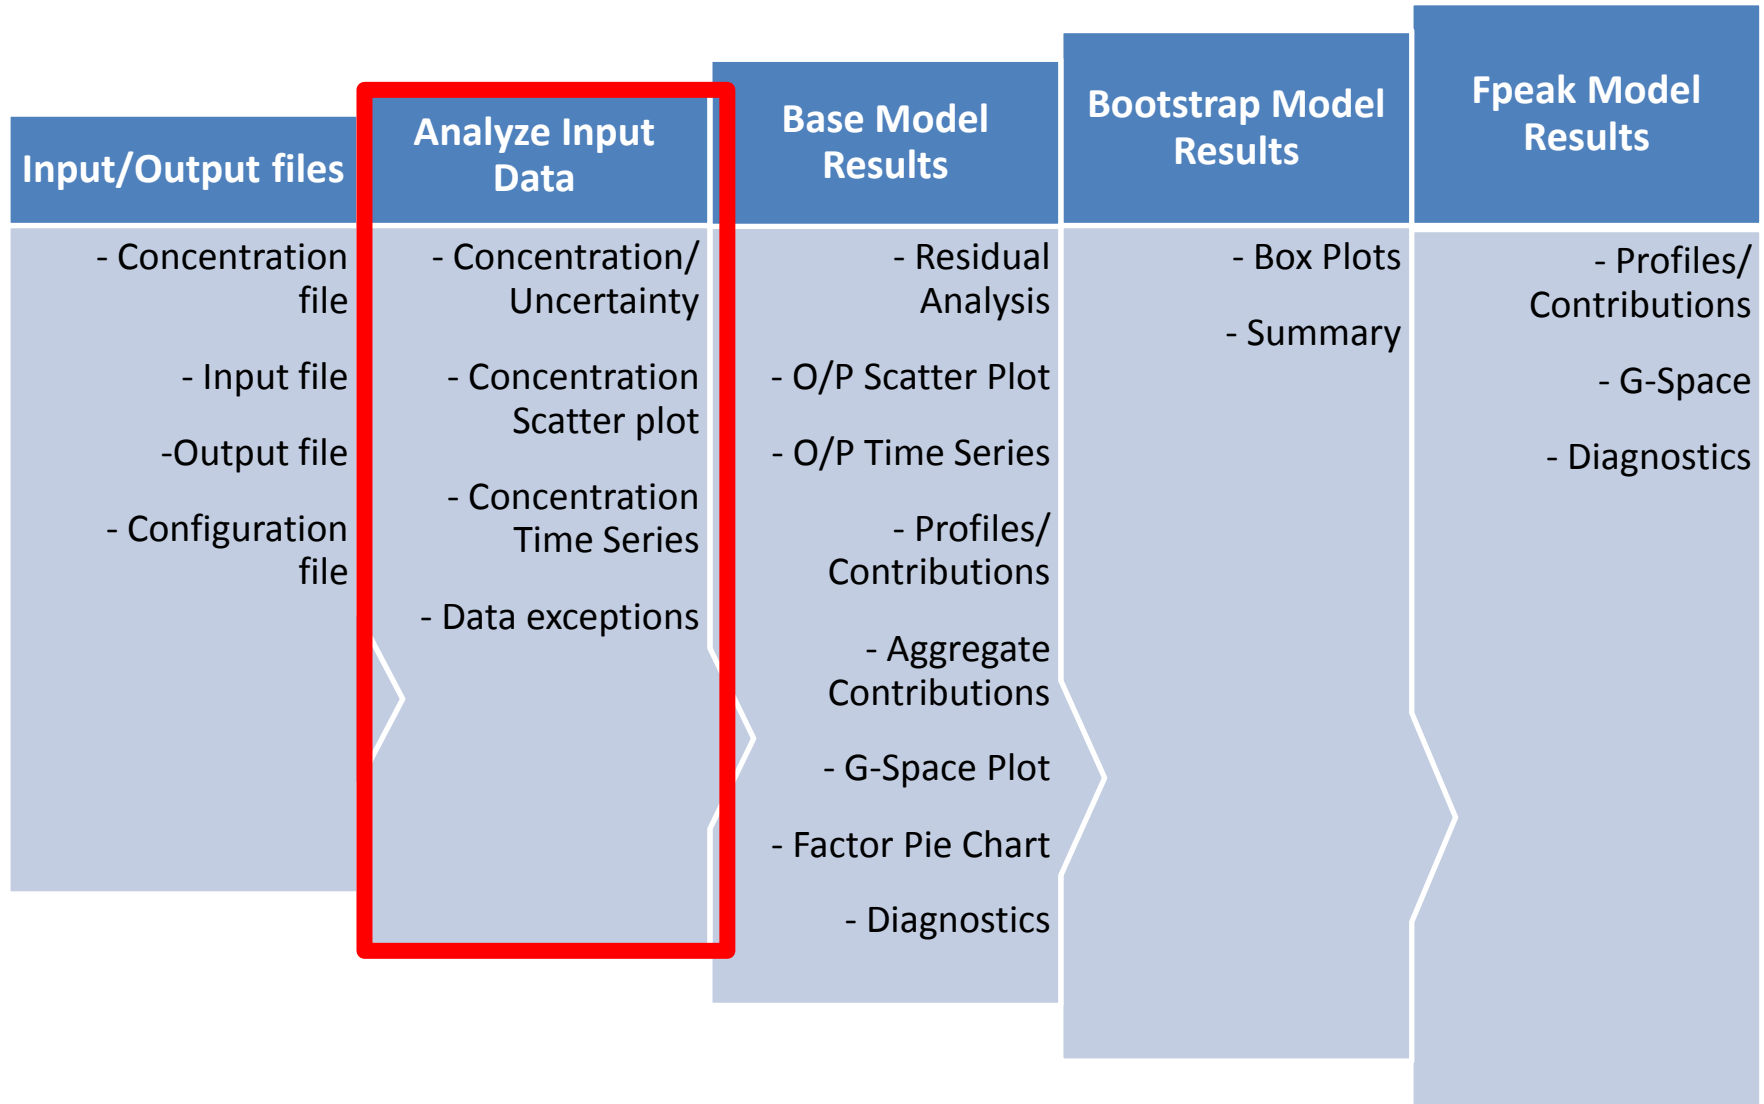 Input/Output files
- Concentration
file
- Input file
-Output file
- Configuration
file
Analyze Input
Data
- Concentration/
Uncertainty
- Concentration
Scatter plot
- Concentration
Time Series
- Data exceptions
Base Model
Results
- Residual
Analysis
- O/P Scatter Plot
- O/P Time Series
- Profiles/
Contributions
- Aggregate
Contributions
- G-Space Plot
- Factor Pie Chart
- Diagnostics
Bootstrap Model
Results
- Box Plots
- Summary
Fpeak Model
Results
- Profiles/
Contributions
- G-Space
- Diagnostics